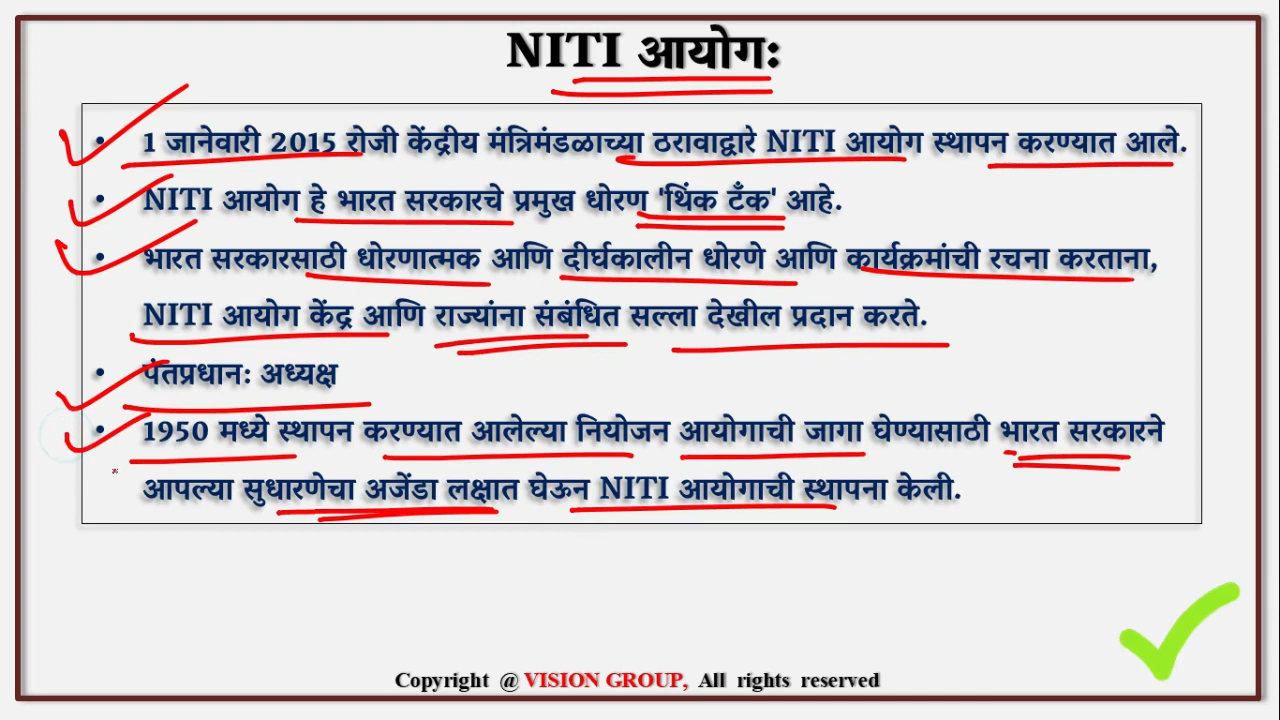 NITI आयोगः
• 1 जानेवारी 2015 रोजी केंद्रीय मंत्रिमंडळाच्या ठरावाद्वारे NITI आयोग स्थापन करण्यात आले.
• NITI आयोग हे भारत सरकारचे प्रमुख धोरण 'थिंक टँक' आहे.
• भारत सरकारसाठी धोरणात्मक आणि दीर्घकालीन धोरणे आणि कार्यक्रमांची रचना करताना,
NITI आयोग केंद्र आणि राज्यांना संबंधित सल्ला देखील प्रदान करते.
• पंतप्रधानः अध्यक्ष
• 1950 मध्ये स्थापन करण्यात आलेल्या नियोजन आयोगाची जागा घेण्यासाठी भारत सरकारने
आपल्या सुधारणेचा अजेंडा लक्षात घेऊन NITI आयोगाची स्थापना केली.
Copyright @ VISION GROUP, All rights reserved